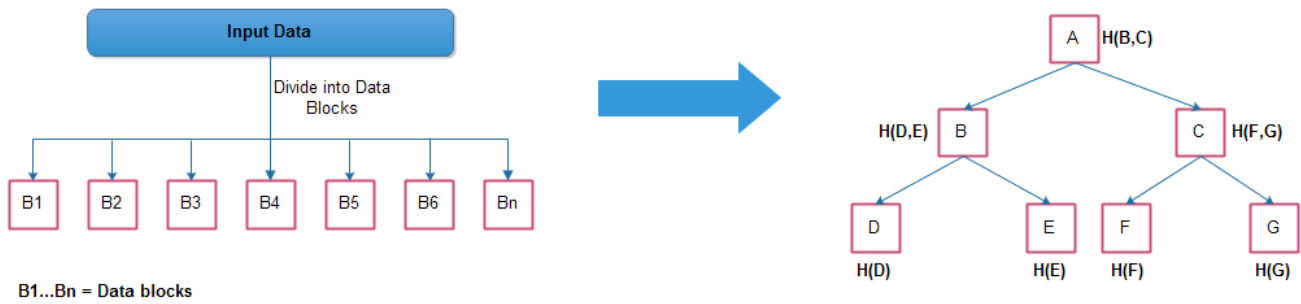 Input Data
Divide into Data
Blocks
B1
B2
B3
B4
B5
B6
Bn
B1...Bn = Data blocks
A
H(B,C)
H(D,E)
B
C
H(F,G)
D
E
F
G
H(D)
H(E)
H(F)
H(G)